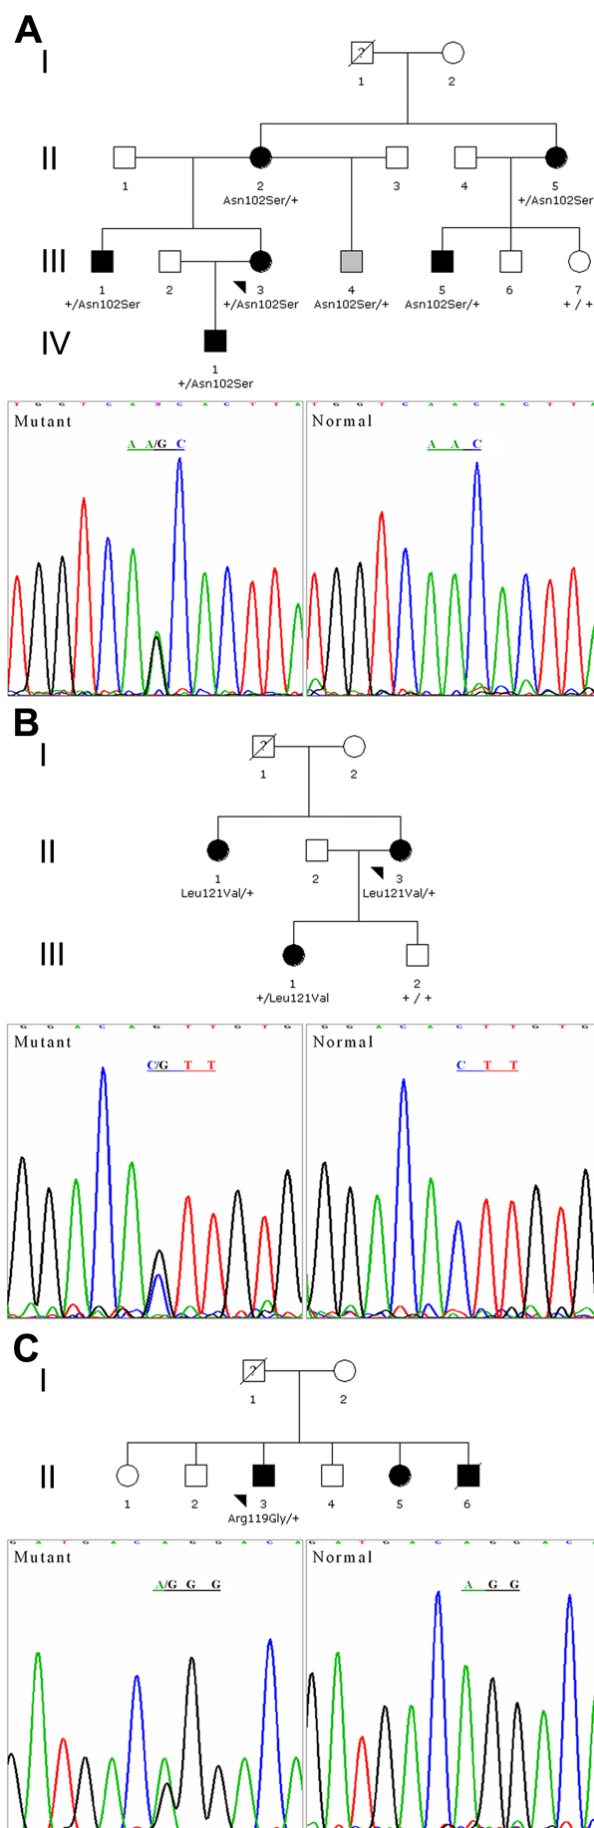 A
I
?
1 2
II
1 2 3 4 5
Asn102Ser/+ +/Asn102Ser
III
1 2 3 4 5 6 7
+/Asn102Ser +/Asn102Ser Asn102Ser/+ Asn102Ser/+ +/+
IV
1
+/Asn102Ser
T G G T C A N C A C T T A T G G T C A A C A C T T A
Mutant Normal
A A/G C A A C
B
I
?
1 2
II
1 2 3
Leu121Val/+ Leu121Val/+
III
1 2
+/Leu121Val +/+
G G A C A G T T G T G G G A C A C T T G T G
Mutant Normal
C/G T T C T T
C
I
?
1 2
II
1 2 3 4 5 6
Arg119Gly/+
G A T G A C A G G A C A G A T G A C A G G A C
Mutant Normal
A/G G G A G G